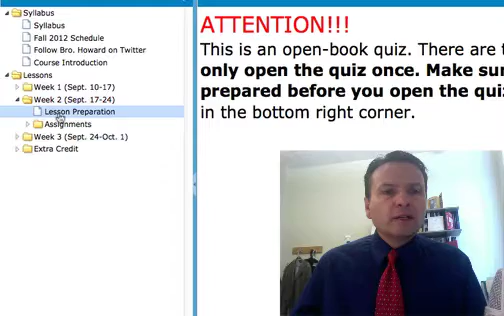 Syllabus
Syllabus
Fall 2012 Schedule
Follow Bro. Howard on Twitter
Course Introduction
Lessons
Week 1 (Sept. 10-17)
Week 2 (Sept. 17-24)
Lesson Preparation
Assignments
Week 3 (Sept. 24-Oct. 1)
Extra Credit
ATTENTION!!!
This is an open-book quiz. There are
only open the quiz once. Make sur
prepared before you open the qui
in the bottom right corner.